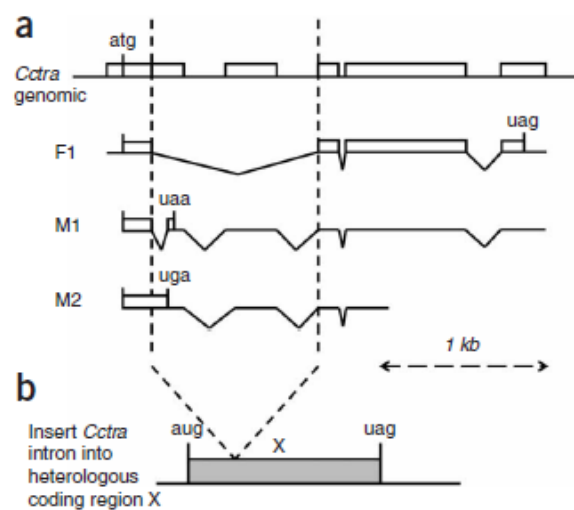 a
atg
Cctra
genomic
F1
uag
M1
uaa
M2
uga
1 kb
b
Insert Cctra
intron into
heterologous
coding region X
aug
X
uag